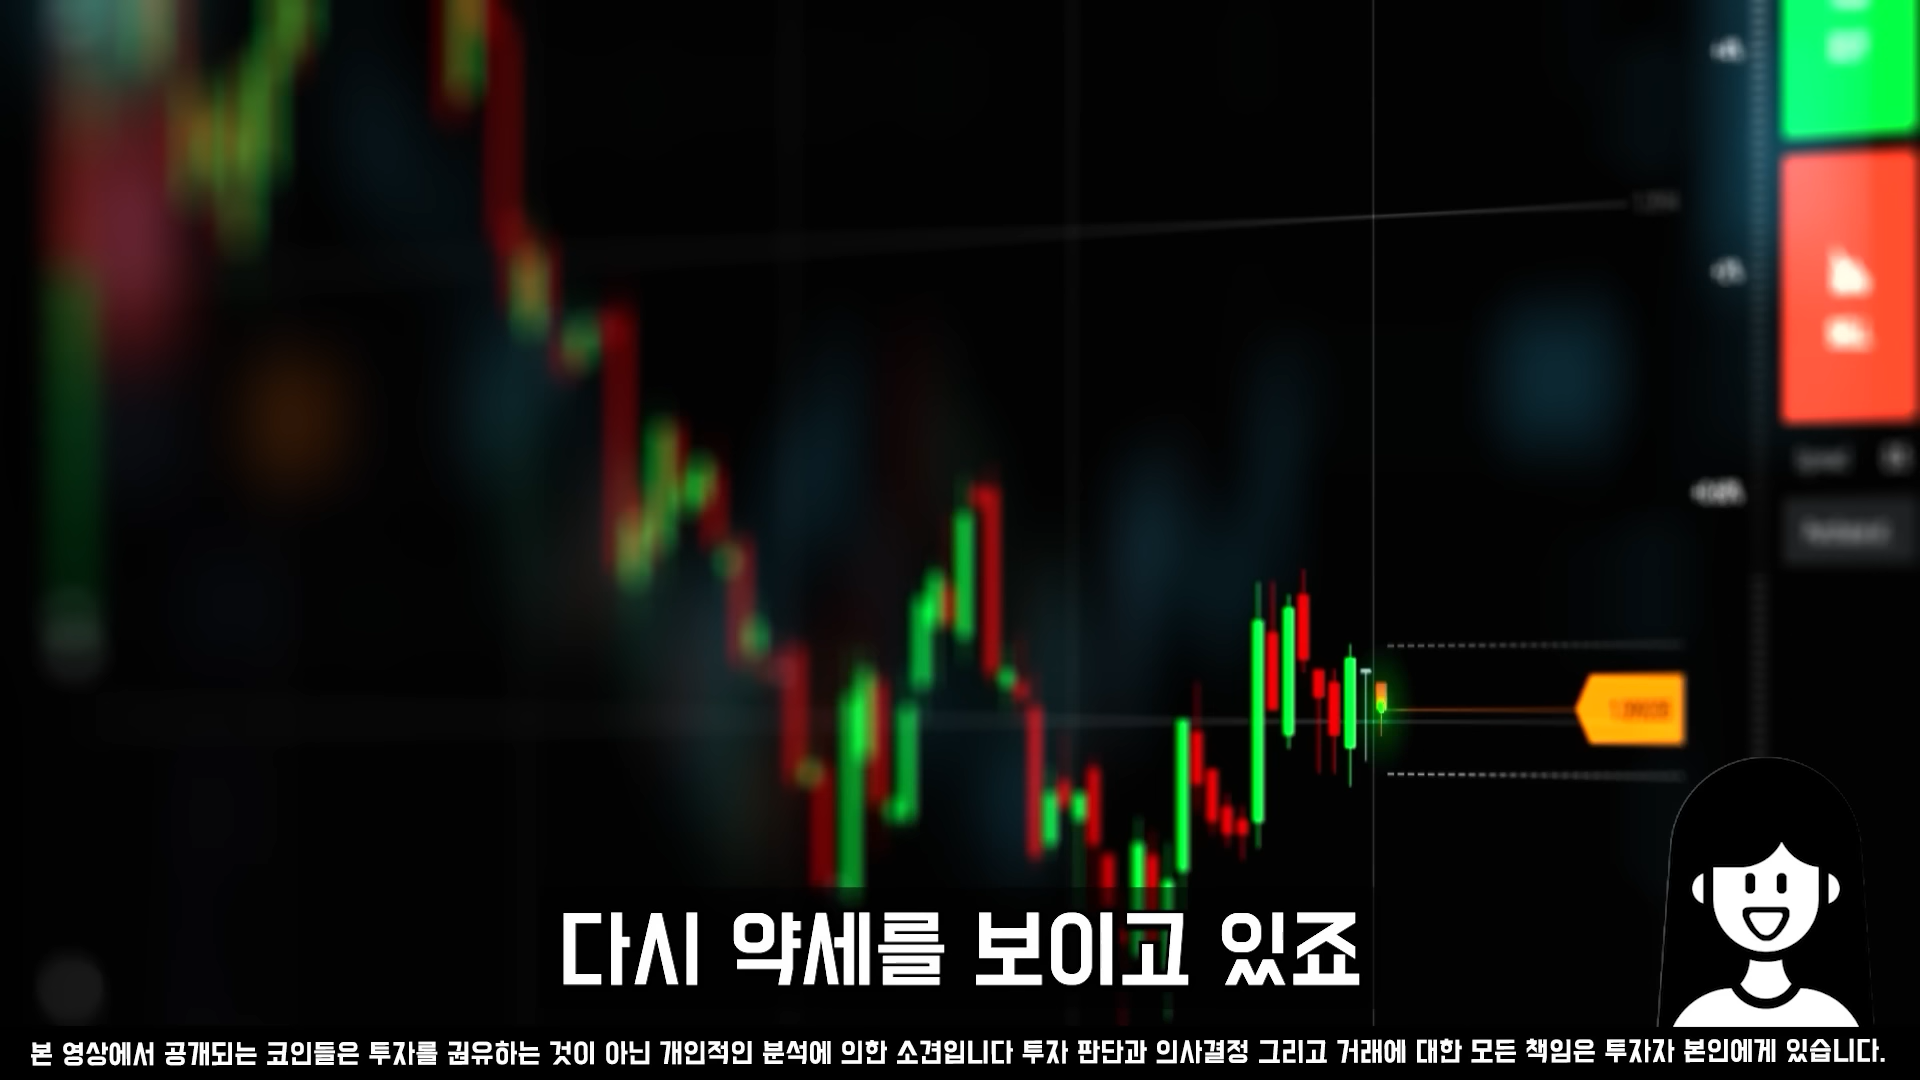 다시 약세를 보이고 있죠
본 영상에서 공개되는 코인들은 투자를 권유하는 것이 아닌 개인적인 분석에 의한 소견입니다 투자 판단과 의사결정 그리고 거래에 대한 모든 책임은 투자자 본인에게 있습니다.